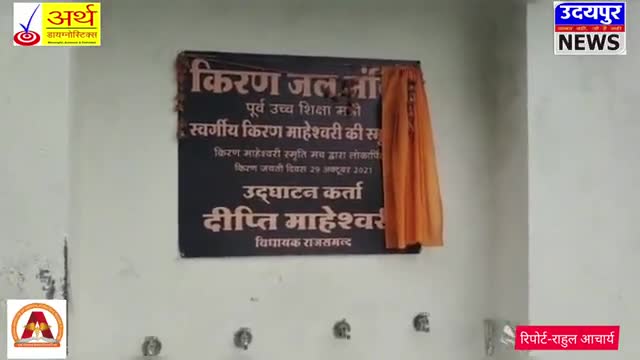 अर्थ
डायग्नोस्टिक्स
उदयपुर
NEWS
किरण जल
पूर्व उच्च शिक्षा मंत्री
स्वर्गीय किरण माहेश्वरी की
किरण माहेश्वरी स्मृति मंच द्वारा
किरण जयंती दिवस 29 अक्टूबर 2021
उद्घाटन कर्ता
दीप्ति माहेश्वरी
विधायक राजसमन्द
रिपोर्ट-राहुल आचार्य